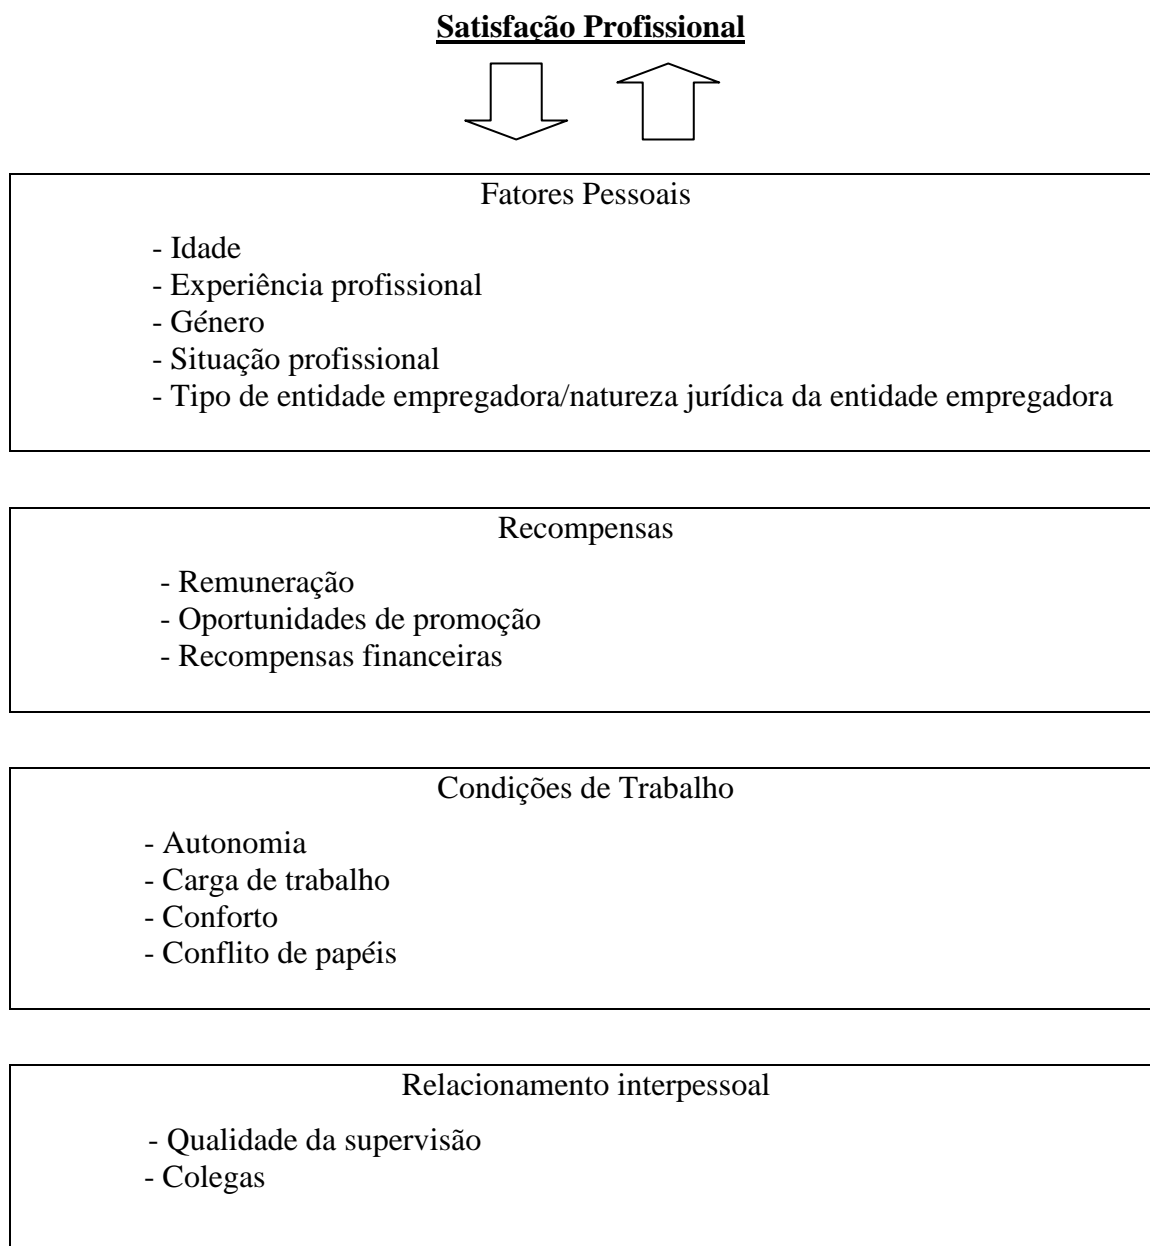 Satisfação Profissional
Fatores Pessoais
- Idade
- Experiência profissional
- Género
- Situação profissional
- Tipo de entidade empregadora/natureza jurídica da entidade empregadora
Recompensas
- Remuneração
- Oportunidades de promoção
- Recompensas financeiras
Condições de Trabalho
- Autonomia
- Carga de trabalho
- Conforto
- Conflito de papéis
Relacionamento interpessoal
- Qualidade da supervisão
- Colegas